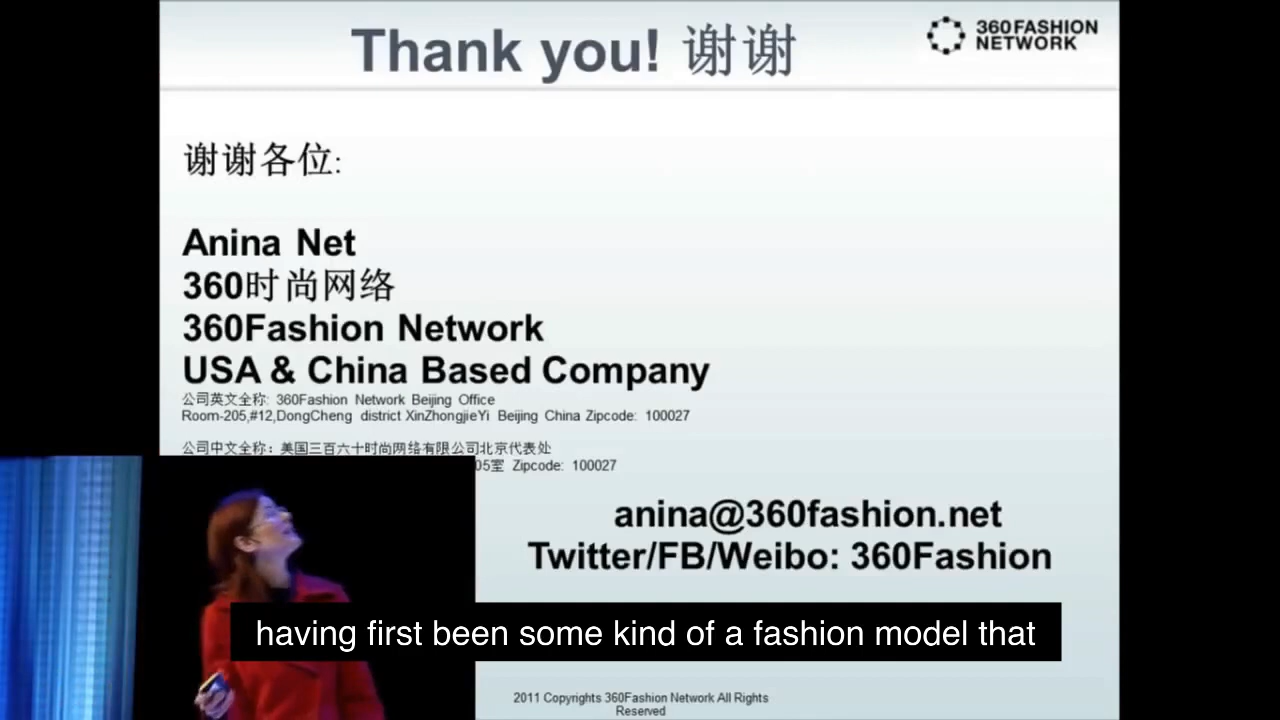 Thank you! 谢谢
360FASHION
NETWORK
谢谢各位:
Anina Net
360时尚网络
360Fashion Network
USA & China Based Company
公司英文全称: 360Fashion Network Beijing Office
Room-205,#12,DongCheng district XinZhongjieYi Beijing China Zipcode: 100027
公司中文全称：美国三百六十时尚网络有限公司北京代表处
05室 Zipcode: 100027
anina@360fashion.net
Twitter/FB/Weibo: 360Fashion
having first been some kind of a fashion model that
2011 Copyrights 360Fashion Network All Rights
Reserved